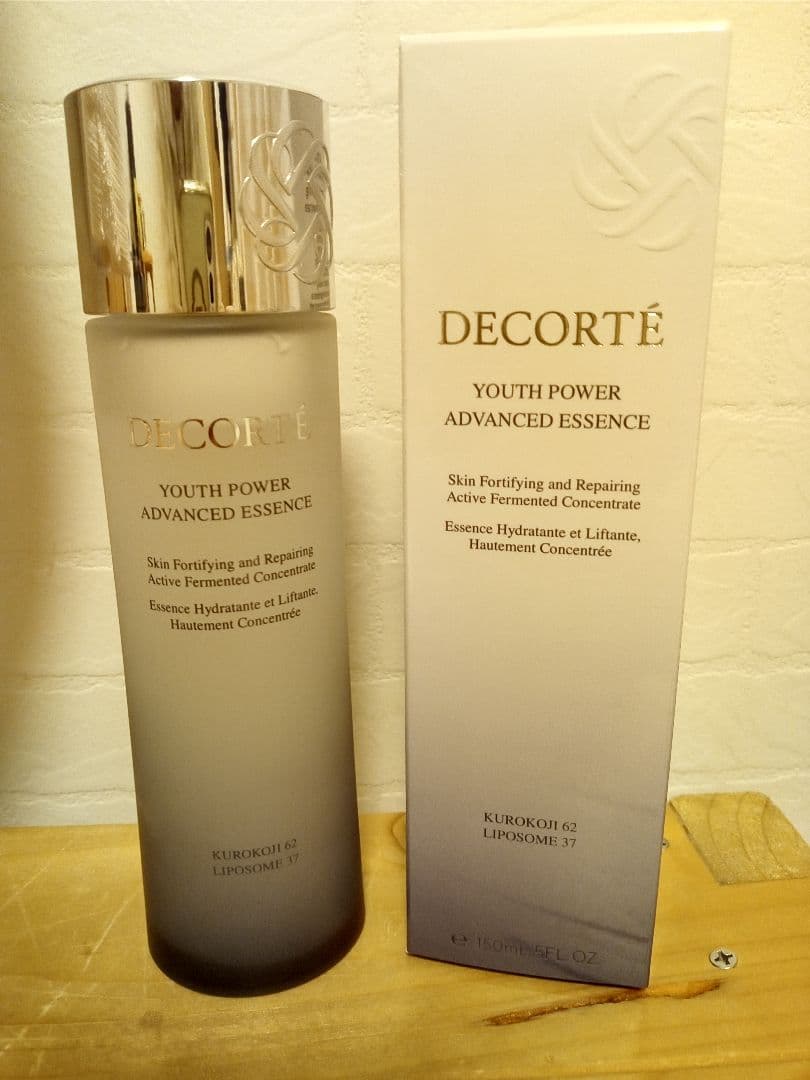 DECORTÉ
YOUTH POWER
ADVANCED ESSENCE
Skin Fortifying and Repairing
Active Fermented Concentrate
Essence Hydratante et Liftante,
Hautement Concentrée
KUROKOJI 62
LIPOSOME 37
DECORTÉ
YOUTH POWER
ADVANCED ESSENCE
Skin Fortifying and Repairing
Active Fermented Concentrate
Essence Hydratante et Liftante,
Hautement Concentrée
KUROKOJI 62
LIPOSOME 37
℮ 150mL 5FL. OZ.